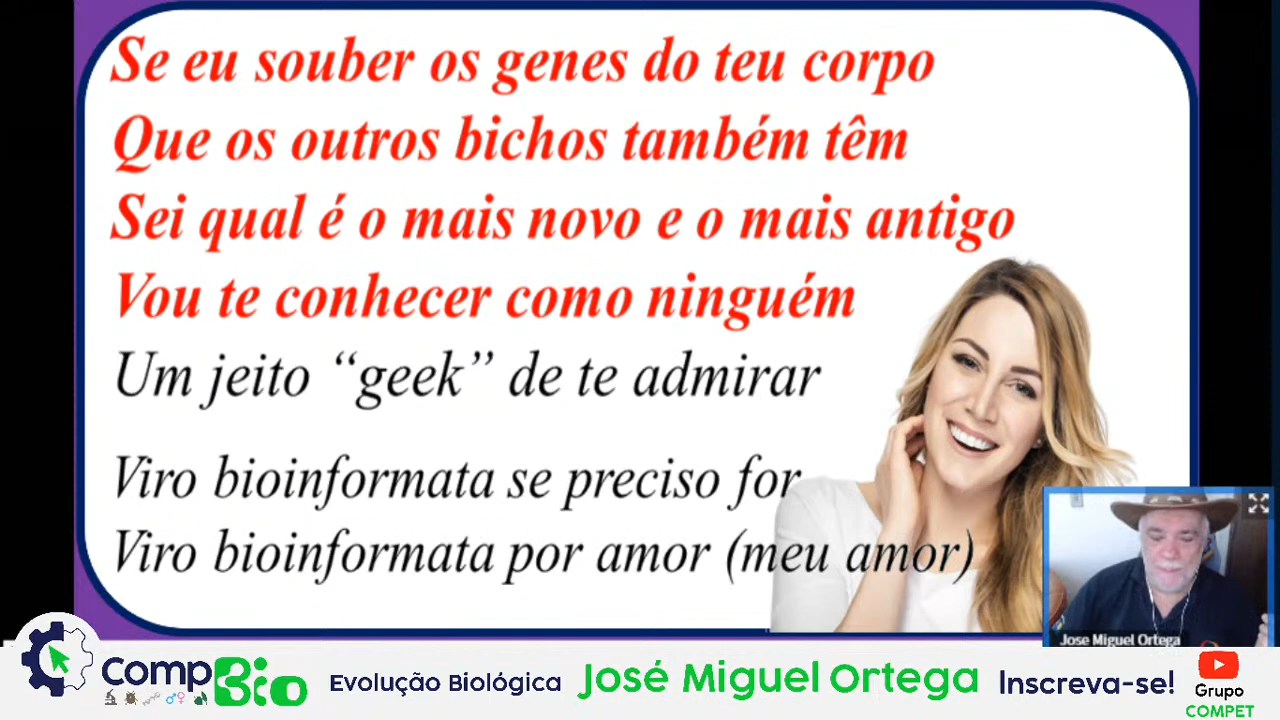 Se eu souber os genes do teu corpo
Que os outros bichos também têm
Sei qual é o mais novo e o mais antigo
Vou te conhecer como ninguém
Um jeito “geek” de te admirar
Viro bioinformata se preciso for
Viro bioinformata por amor (meu amor)
Jose Miguel Ortega
Comp Bio
Evolução Biológica
José Miguel Ortega
Inscreva-se!
Grupo
COMPET